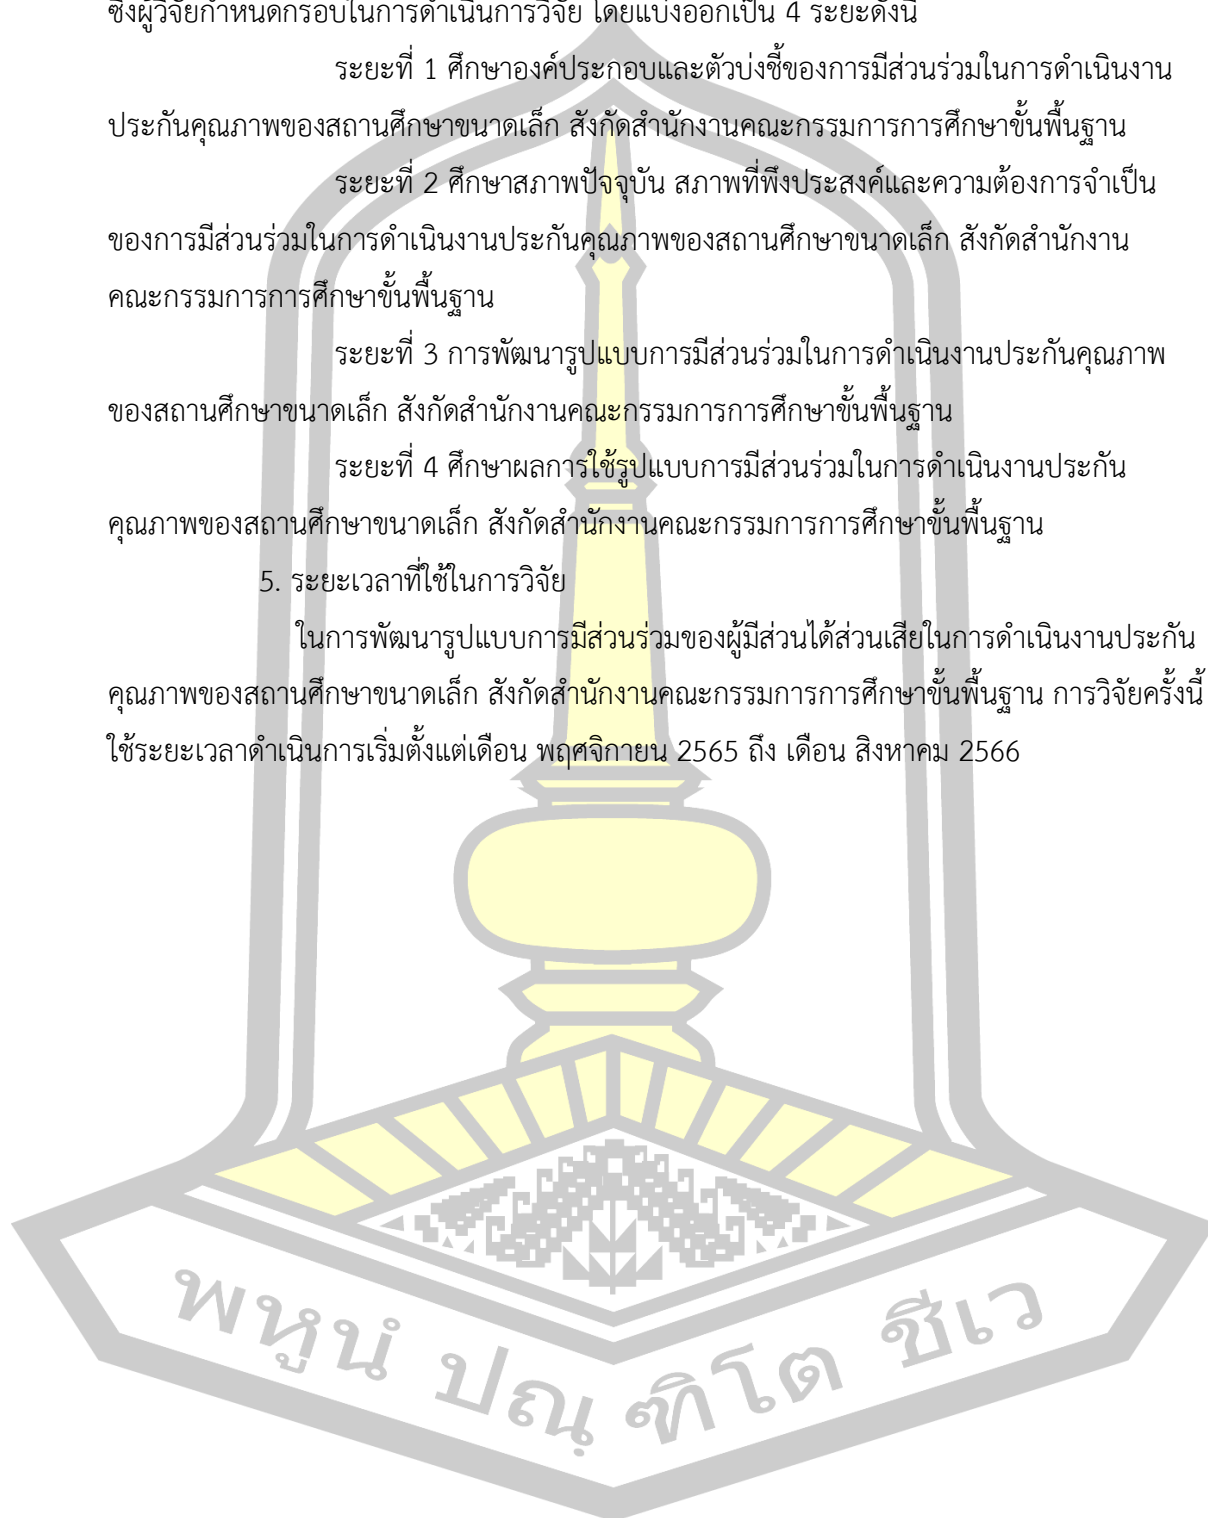 ซึ่งผู้วิจัยกำหนดกรอบในการดำเนินการวิจัย โดยแบ่งออกเป็น 4 ระยะดังนี้
ระยะที่ 1 ศึกษาองค์ประกอบและตัวบ่งชี้ของการมีส่วนร่วมในการดำเนินงาน
ประกันคุณภาพของสถานศึกษาขนาดเล็ก สังกัดสำนักงานคณะกรรมการการศึกษาขั้นพื้นฐาน
ระยะที่ 2 ศึกษาสภาพปัจจุบัน สภาพที่พึงประสงค์และความต้องการจำเป็น
ของการมีส่วนร่วมในการดำเนินงานประกันคุณภาพของสถานศึกษาขนาดเล็ก สังกัดสำนักงาน
คณะกรรมการการศึกษาขั้นพื้นฐาน
ระยะที่ 3 การพัฒนารูปแบบการมีส่วนร่วมในการดำเนินงานประกันคุณภาพ
ของสถานศึกษาขนาดเล็ก สังกัดสำนักงานคณะกรรมการการศึกษาขั้นพื้นฐาน
ระยะที่ 4 ศึกษาผลการใช้รูปแบบการมีส่วนร่วมในการดำเนินงานประกัน
คุณภาพของสถานศึกษาขนาดเล็ก สังกัดสำนักงานคณะกรรมการการศึกษาขั้นพื้นฐาน
5. ระยะเวลาที่ใช้ในการวิจัย
ในการพัฒนารูปแบบการมีส่วนร่วมของผู้มีส่วนได้ส่วนเสียในการดำเนินงานประกัน
คุณภาพของสถานศึกษาขนาดเล็ก สังกัดสำนักงานคณะกรรมการการศึกษาขั้นพื้นฐาน การวิจัยครั้งนี้
ใช้ระยะเวลาดำเนินการเริ่มตั้งแต่เดือน พฤศจิกายน 2565 ถึง เดือน สิงหาคม 2566
พหูนํ ปณฺฑิโต ชีเว